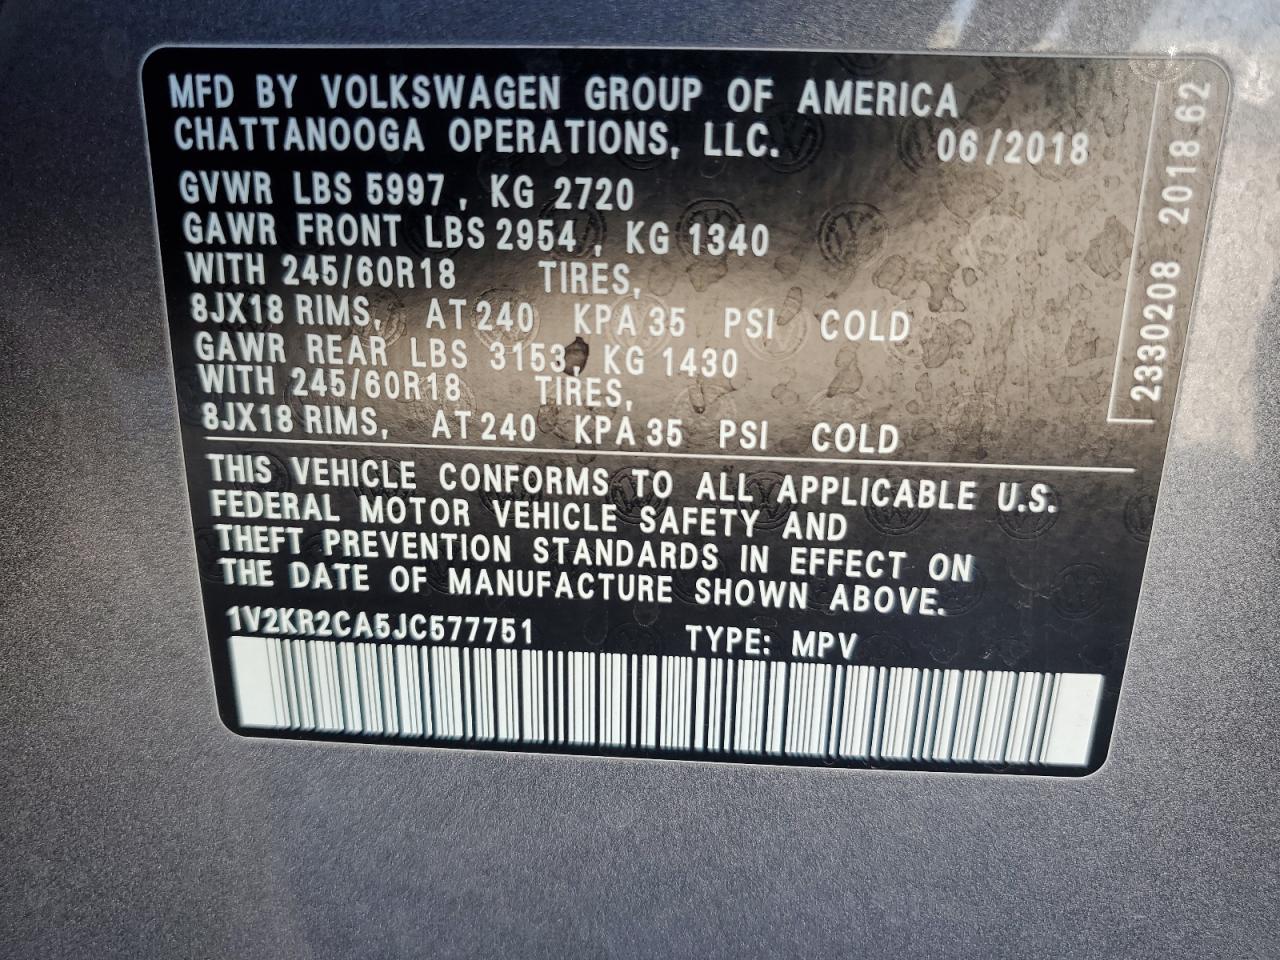 MFD BY VOLKSWAGEN GROUP OF AMERICA
CHATTANOOGA OPERATIONS, LLC. 06/2018
GVWR LBS 5997, KG 2720
GAWR FRONT LBS 2954, KG 1340
WITH 245/60R18 TIRES,
8JX18 RIMS, AT 240 KPA 35 PSI COLD
GAWR REAR LBS 3153, KG 1430
WITH 245/60R18 TIRES,
8JX18 RIMS, AT 240 KPA 35 PSI COLD
THIS VEHICLE CONFORMS TO ALL APPLICABLE U.S.
FEDERAL MOTOR VEHICLE SAFETY AND
THEFT PREVENTION STANDARDS IN EFFECT ON
THE DATE OF MANUFACTURE SHOWN ABOVE.
1V2KR2CA5JC577751 TYPE: MPV
2330208 2018 62